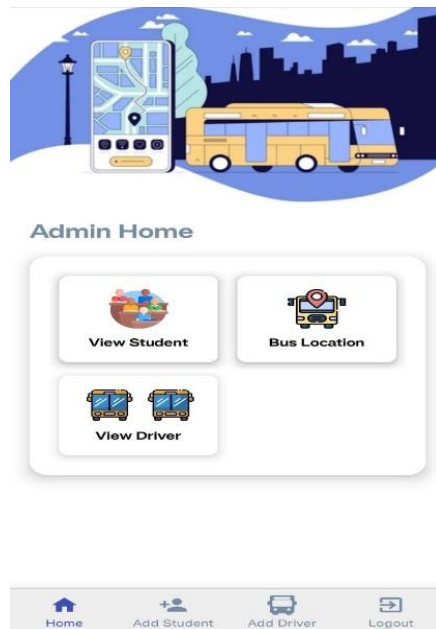 Admin Home
View Student
Bus Location
View Driver
Home
Add Student
Add Driver
Logout